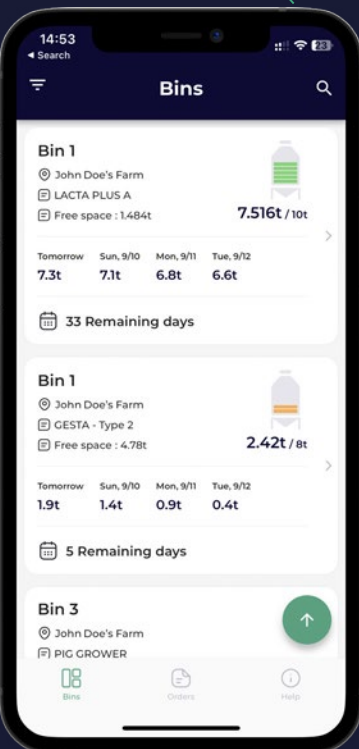 14:53
◀ Search
23
Bins
Bin 1
John Doe's Farm
LACTA PLUS A
Free space : 1.484t
7.516t / 10t
Tomorrow Sun, 9/10 Mon, 9/11 Tue, 9/12
7.3t 7.1t 6.8t 6.6t
33 Remaining days
Bin 1
John Doe's Farm
GESTA - Type 2
Free space : 4.78t
2.42t / 8t
Tomorrow Sun, 9/10 Mon, 9/11 Tue, 9/12
1.9t 1.4t 0.9t 0.4t
5 Remaining days
Bin 3
John Doe's Farm
PIG GROWER
Bins Orders Help